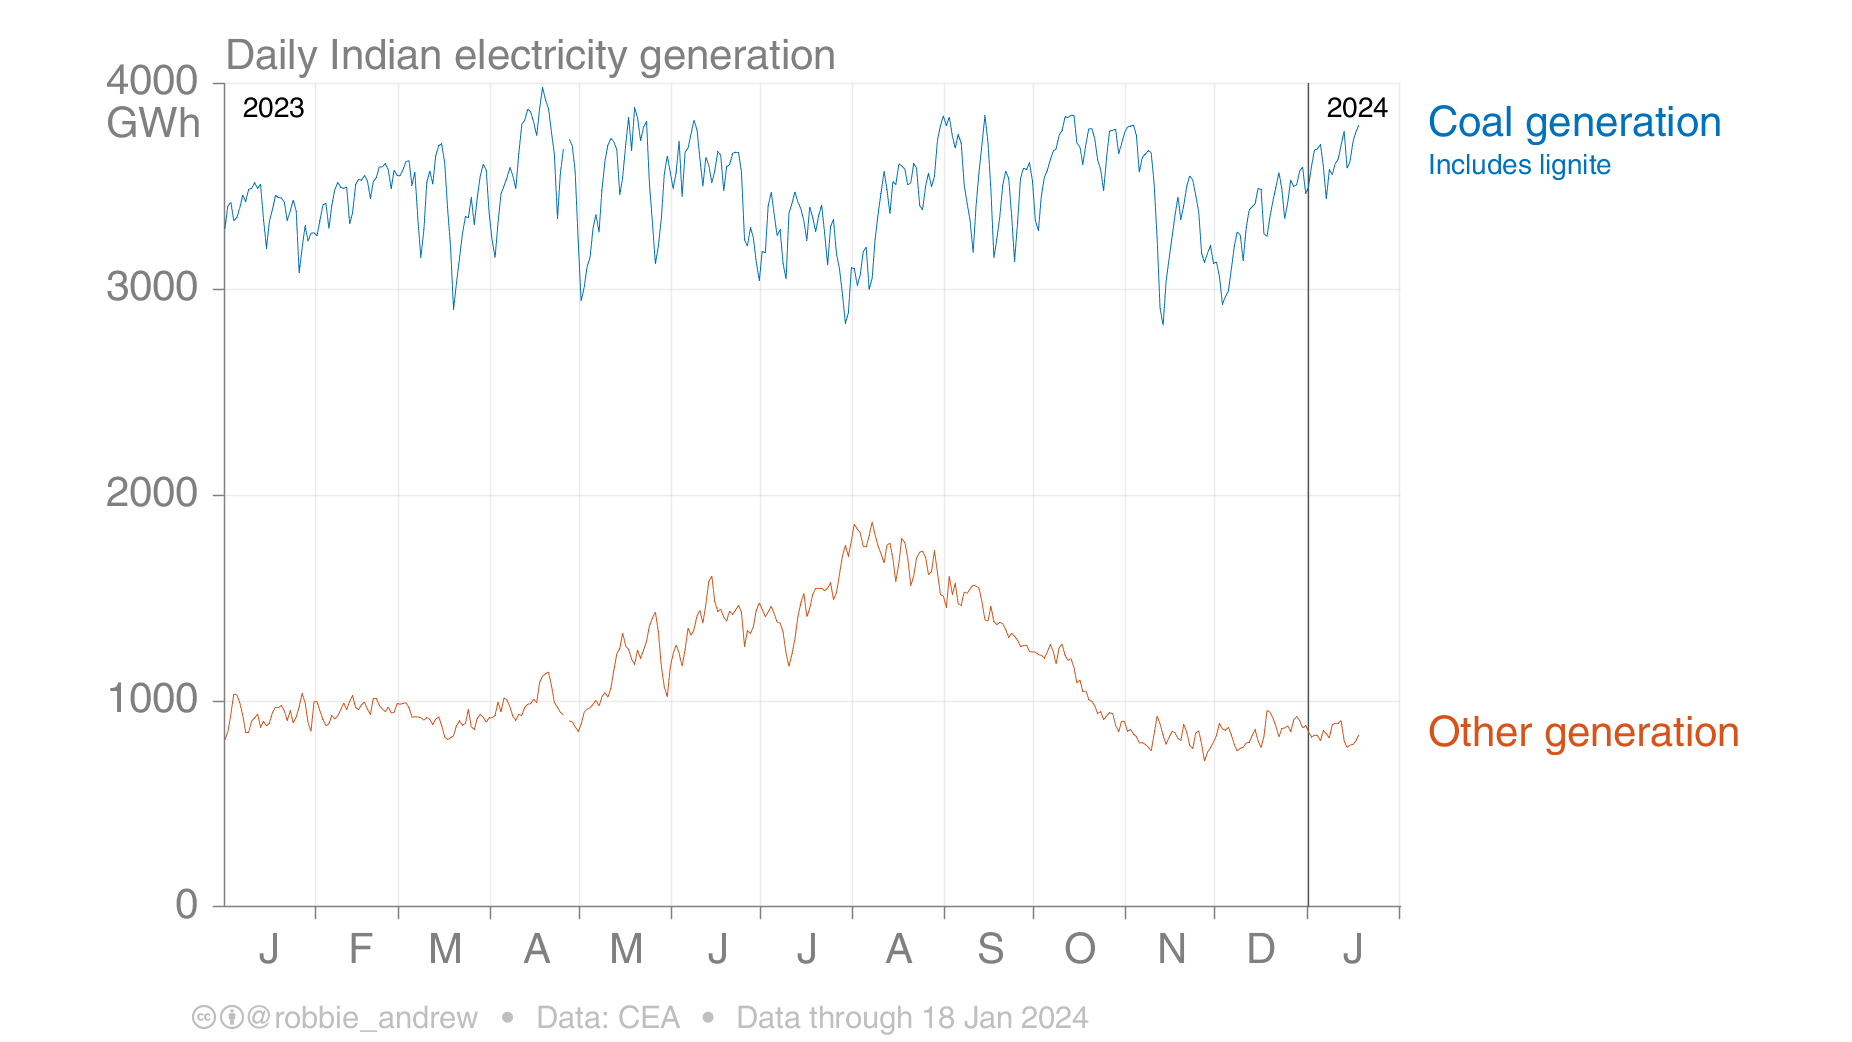 Daily Indian electricity generation
4000
GWh
2023
2024
Coal generation
Includes lignite
3000
2000
1000
Other generation
0
J F M A M J J A S O N D J
@robbie_andrew • Data: CEA • Data through 18 Jan 2024